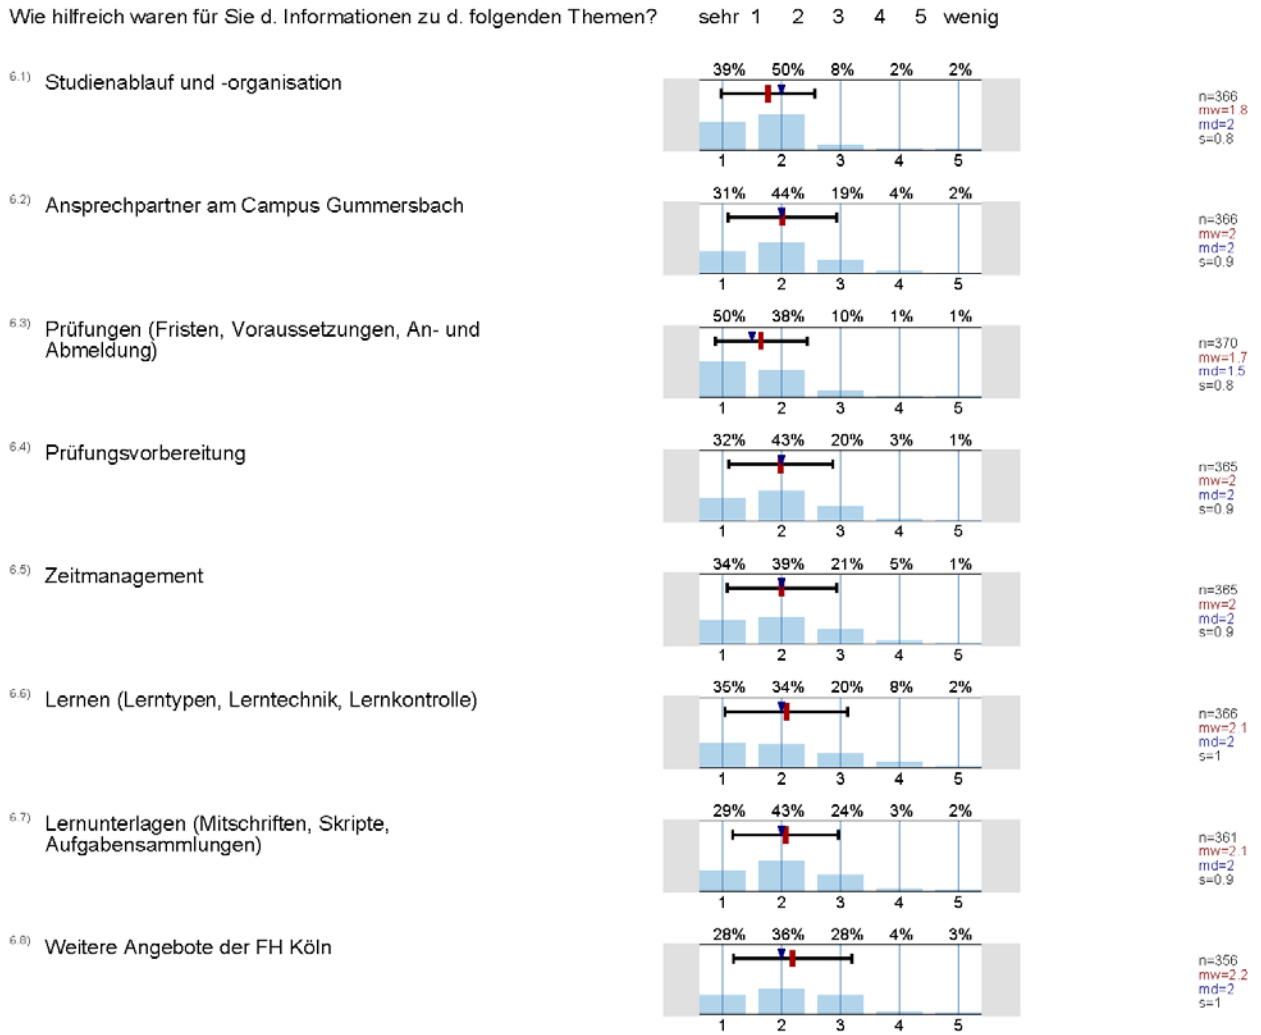 Wie hilfreich waren für Sie d. Informationen zu d. folgenden Themen? sehr 1 2 3 4 5 wenig
6.1) Studienablauf und -organisation
39% 50% 8% 2% 2%
1 2 3 4 5
n=366
mw=1.8
md=2
s=0.8
6.2) Ansprechpartner am Campus Gummersbach
31% 44% 19% 4% 2%
1 2 3 4 5
n=366
mw=2
md=2
s=0.9
6.3) Prüfungen (Fristen, Voraussetzungen, An- und
Abmeldung)
50% 38% 10% 1% 1%
1 2 3 4 5
n=370
mw=1.7
md=1.5
s=0.8
6.4) Prüfungsvorbereitung
32% 43% 20% 3% 1%
1 2 3 4 5
n=365
mw=2
md=2
s=0.9
6.5) Zeitmanagement
34% 39% 21% 5% 1%
1 2 3 4 5
n=365
mw=2
md=2
s=0.9
6.6) Lernen (Lerntypen, Lerntechnik, Lernkontrolle)
35% 34% 20% 8% 2%
1 2 3 4 5
n=366
mw=2.1
md=2
s=1
6.7) Lernunterlagen (Mitschriften, Skripte,
Aufgabensammlungen)
29% 43% 24% 3% 2%
1 2 3 4 5
n=361
mw=2.1
md=2
s=0.9
6.8) Weitere Angebote der FH Köln
28% 36% 28% 4% 3%
1 2 3 4 5
n=356
mw=2.2
md=2
s=1